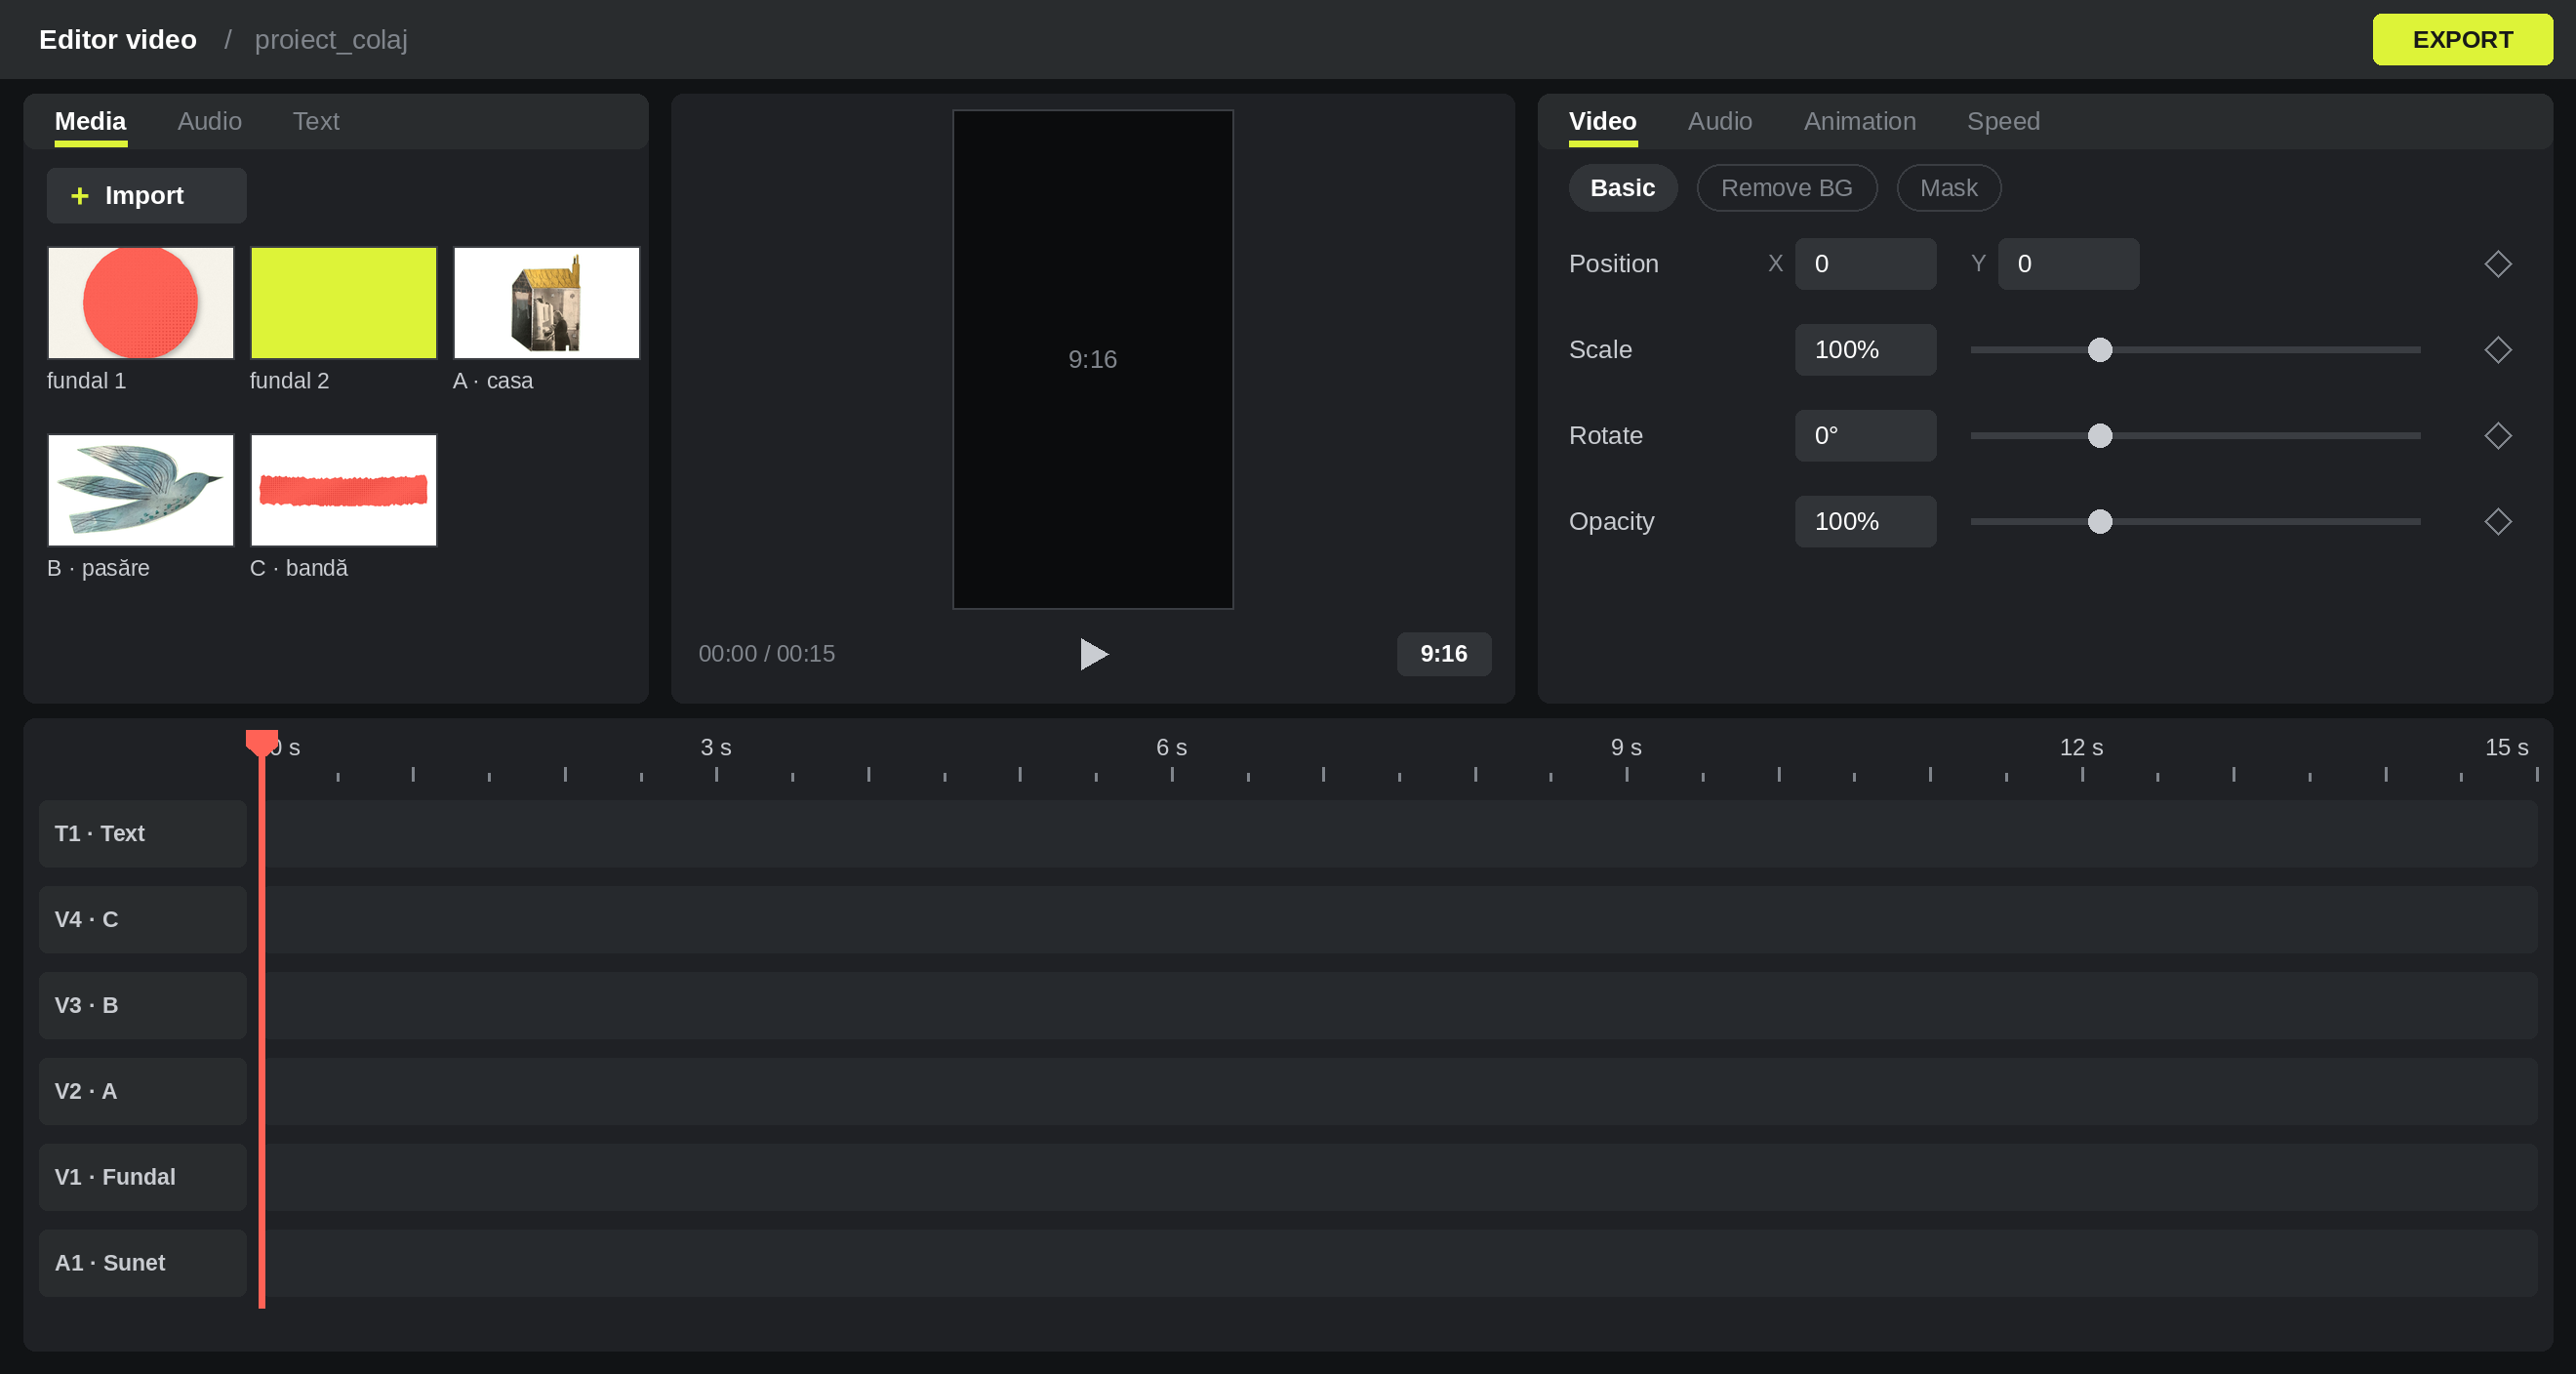 Editor video / proiect_colaj
EXPORT
Media Audio Text
+ Import
fundal 1 fundal 2 A · casa
B · pasăre C · bandă
9:16
00:00 / 00:15 9:16
Video Audio Animation Speed
Basic Remove BG Mask
Position X 0 Y 0
Scale 100%
Rotate 0°
Opacity 100%
0 s 3 s 6 s 9 s 12 s 15 s
T1 · Text
V4 · C
V3 · B
V2 · A
V1 · Fundal
A1 · Sunet